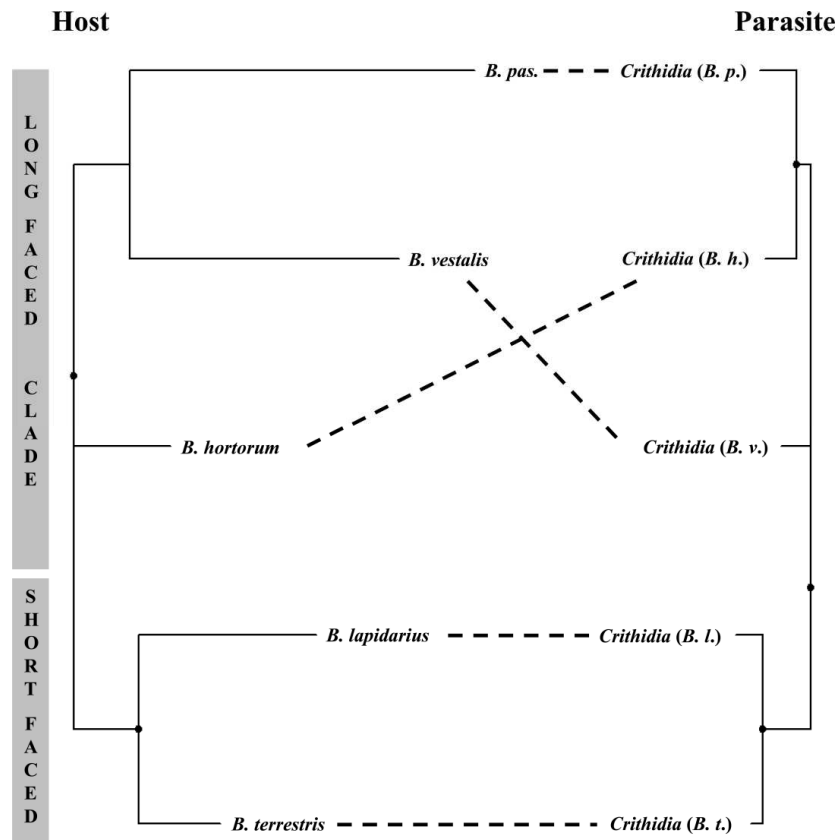 Host Parasite
LONG FACED CLADE
SHORT FACED
B. pas. Crithidia (B. p.)
B. vestalis Crithidia (B. h.)
B. hortorum Crithidia (B. v.)
B. lapidarius Crithidia (B. l.)
B. terrestris Crithidia (B. t.)